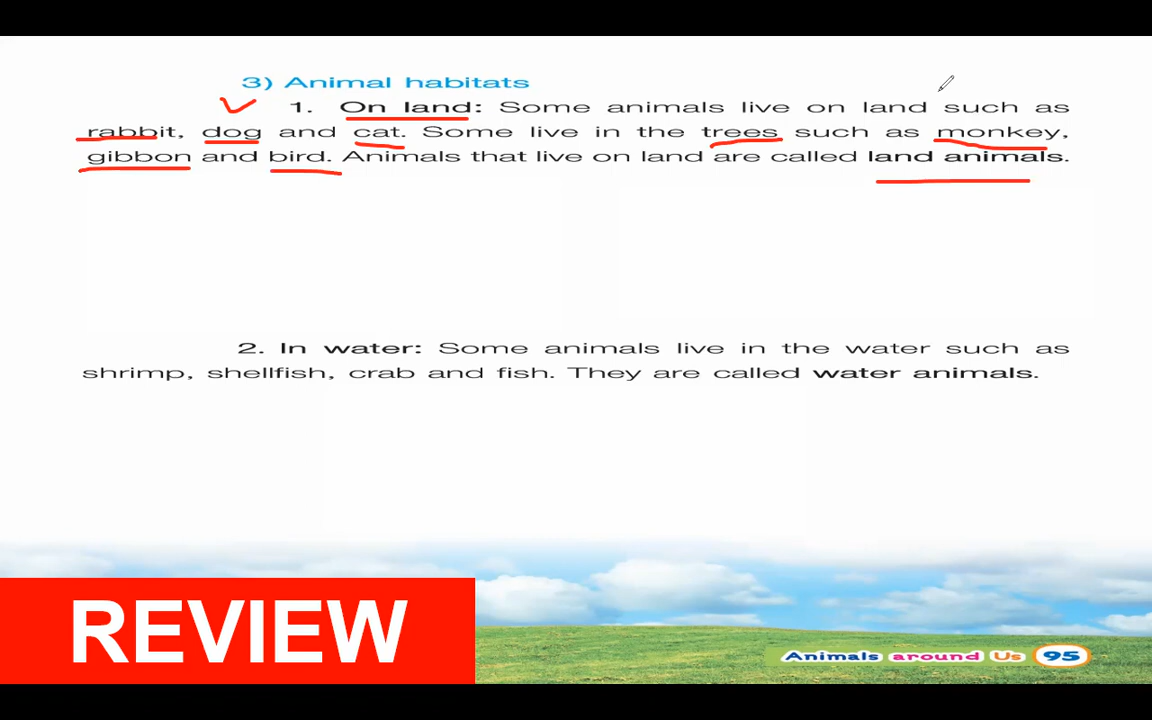 3) Animal habitats
1. On land: Some animals live on land such as
rabbit, dog and cat. Some live in the trees such as monkey,
gibbon and bird. Animals that live on land are called land animals.
2. In water: Some animals live in the water such as
shrimp, shellfish, crab and fish. They are called water animals.
REVIEW
Animals around Us 95